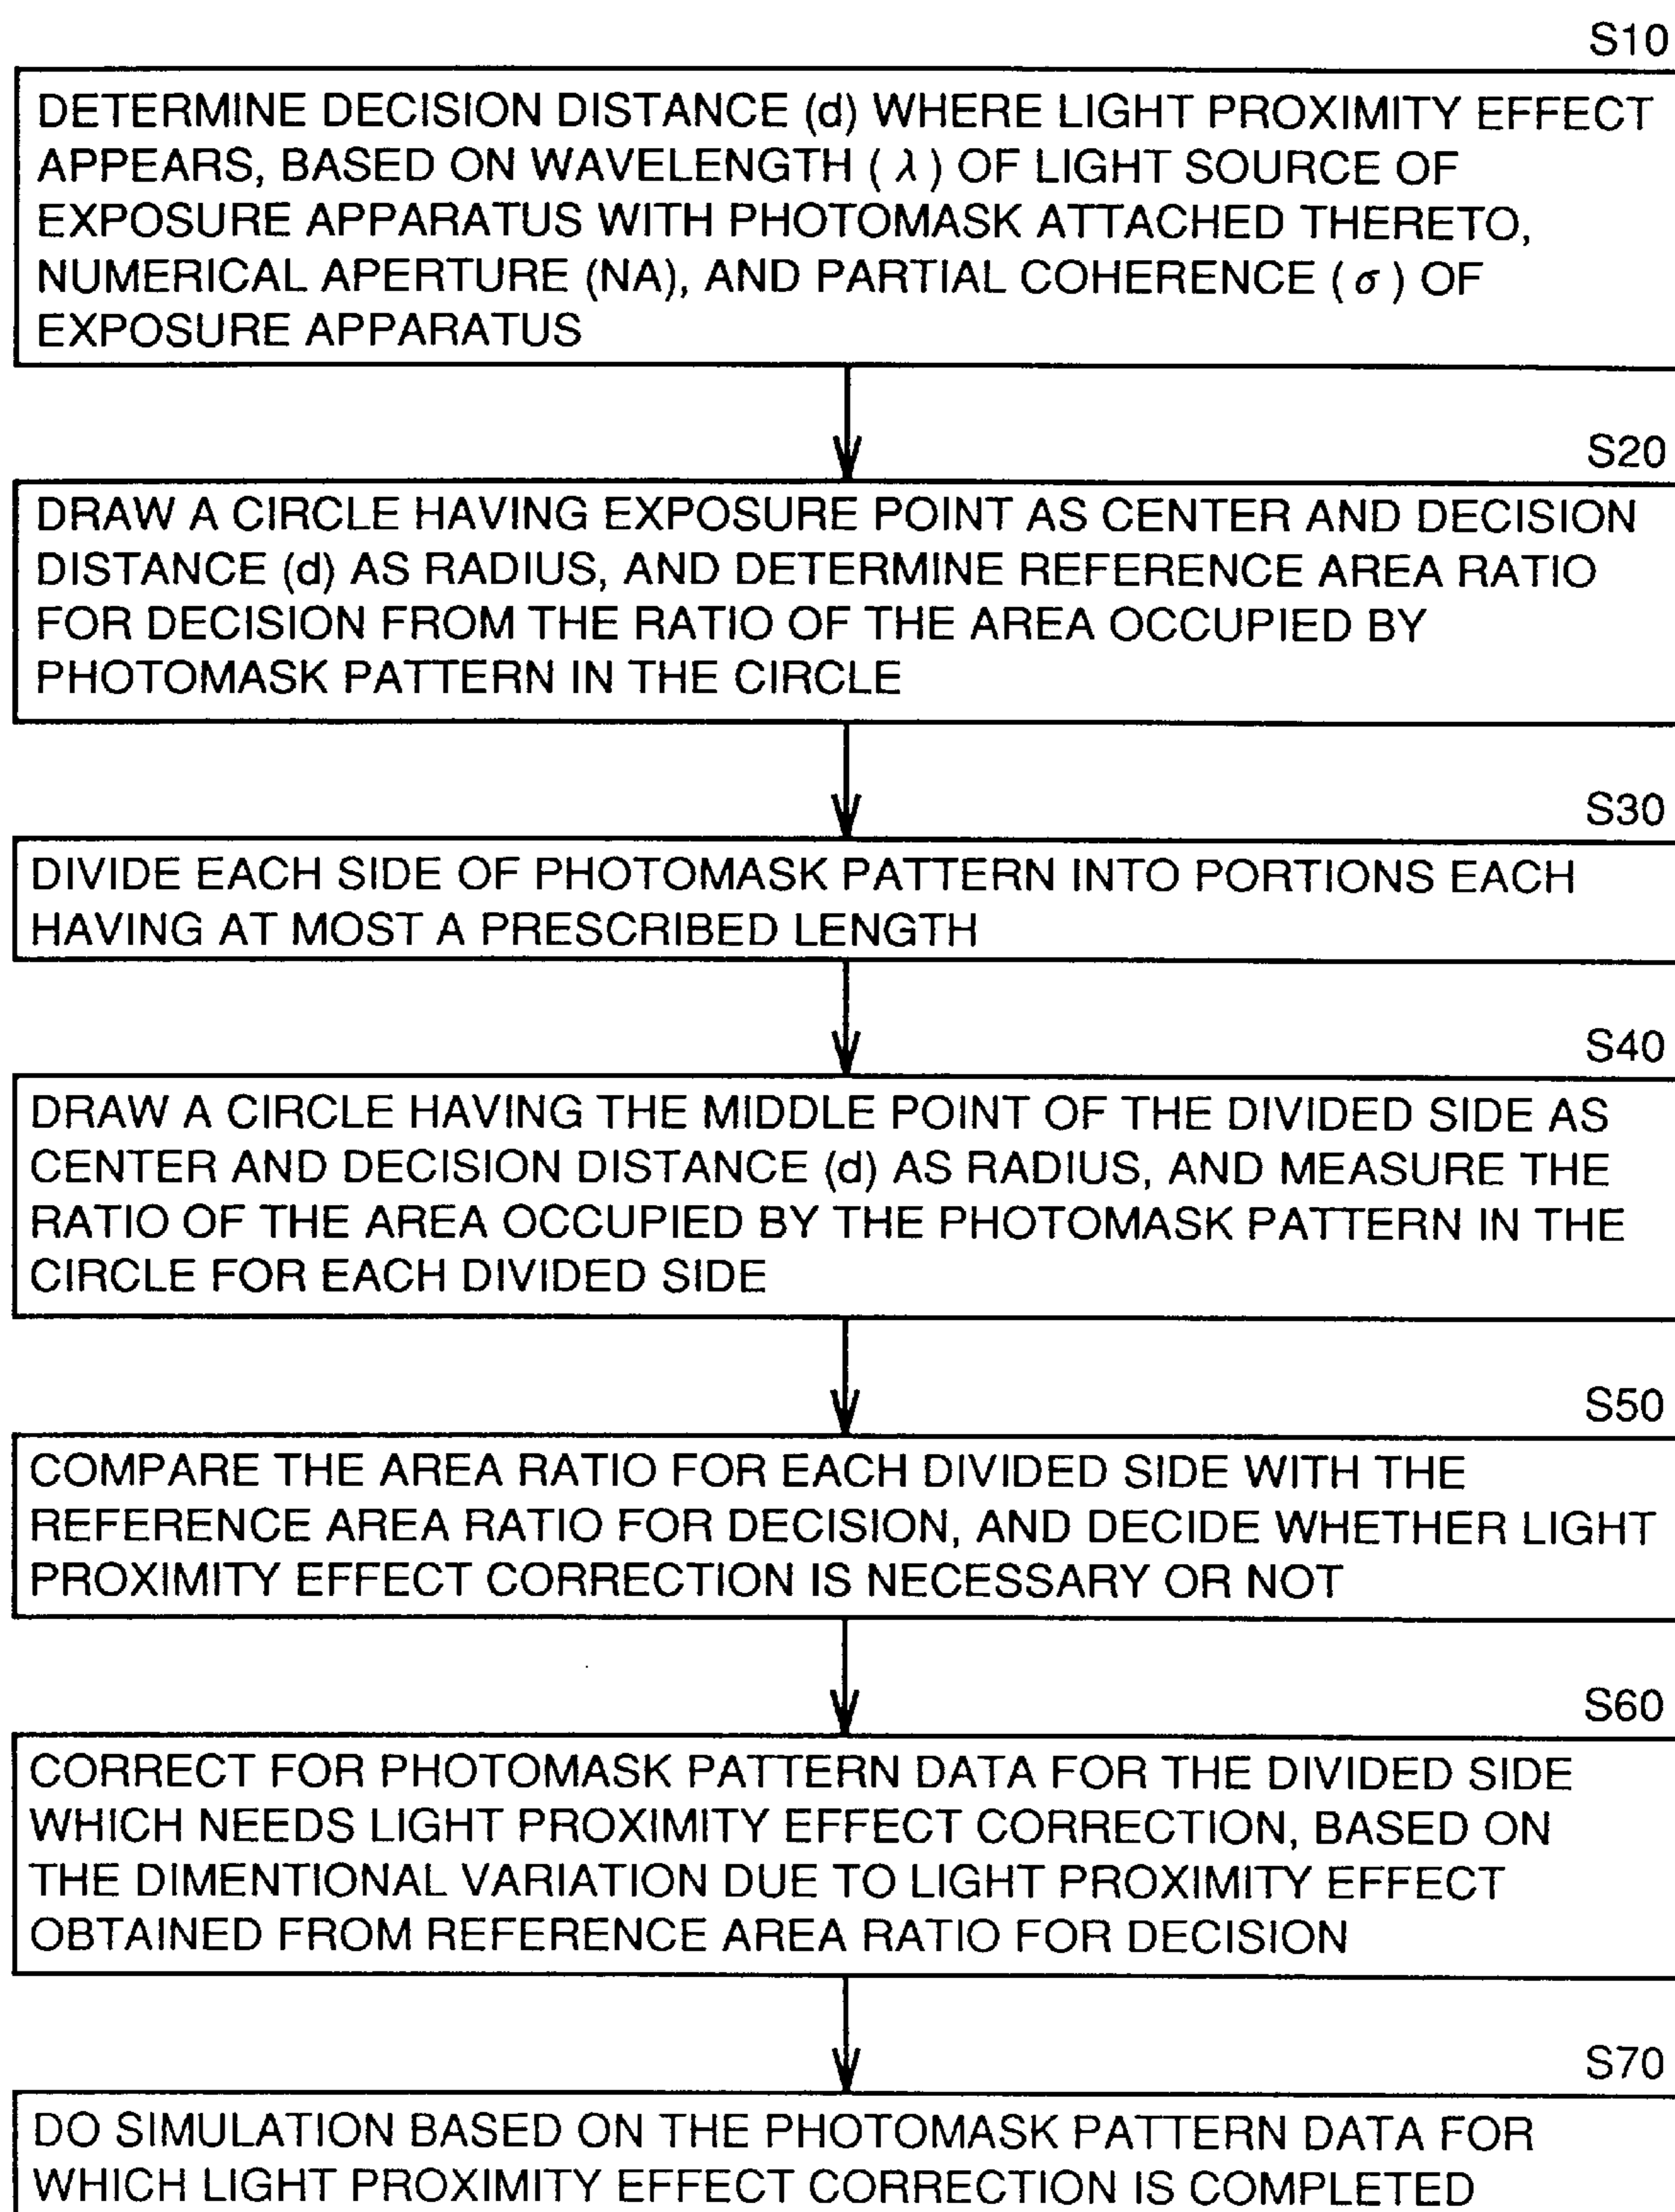 S10
DETERMINE DECISION DISTANCE (d) WHERE LIGHT PROXIMITY EFFECT
APPEARS, BASED ON WAVELENGTH ( λ ) OF LIGHT SOURCE OF
EXPOSURE APPARATUS WITH PHOTOMASK ATTACHED THERETO,
NUMERICAL APERTURE (NA), AND PARTIAL COHERENCE ( σ ) OF
EXPOSURE APPARATUS
S20
DRAW A CIRCLE HAVING EXPOSURE POINT AS CENTER AND DECISION
DISTANCE (d) AS RADIUS, AND DETERMINE REFERENCE AREA RATIO
FOR DECISION FROM THE RATIO OF THE AREA OCCUPIED BY
PHOTOMASK PATTERN IN THE CIRCLE
S30
DIVIDE EACH SIDE OF PHOTOMASK PATTERN INTO PORTIONS EACH
HAVING AT MOST A PRESCRIBED LENGTH
S40
DRAW A CIRCLE HAVING THE MIDDLE POINT OF THE DIVIDED SIDE AS
CENTER AND DECISION DISTANCE (d) AS RADIUS, AND MEASURE THE
RATIO OF THE AREA OCCUPIED BY THE PHOTOMASK PATTERN IN THE
CIRCLE FOR EACH DIVIDED SIDE
S50
COMPARE THE AREA RATIO FOR EACH DIVIDED SIDE WITH THE
REFERENCE AREA RATIO FOR DECISION, AND DECIDE WHETHER LIGHT
PROXIMITY EFFECT CORRECTION IS NECESSARY OR NOT
S60
CORRECT FOR PHOTOMASK PATTERN DATA FOR THE DIVIDED SIDE
WHICH NEEDS LIGHT PROXIMITY EFFECT CORRECTION, BASED ON
THE DIMENTIONAL VARIATION DUE TO LIGHT PROXIMITY EFFECT
OBTAINED FROM REFERENCE AREA RATIO FOR DECISION
S70
DO SIMULATION BASED ON THE PHOTOMASK PATTERN DATA FOR
WHICH LIGHT PROXIMITY EFFECT CORRECTION IS COMPLETED